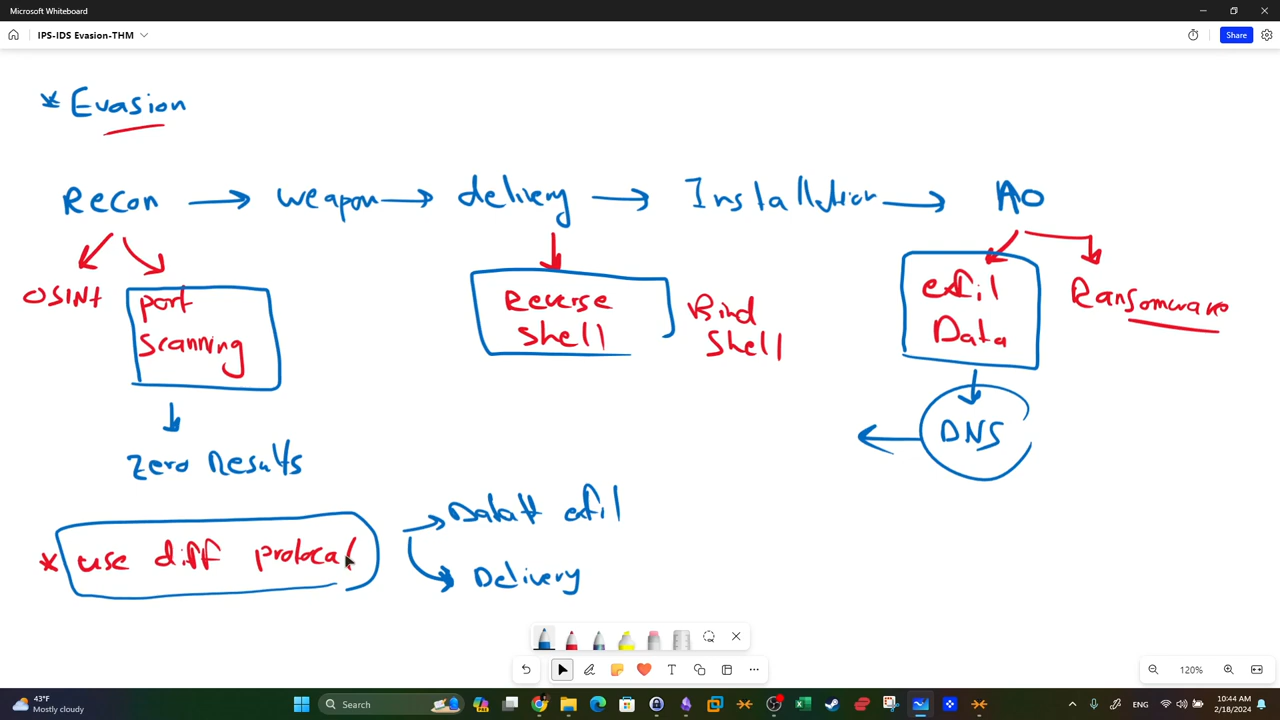 Microsoft Whiteboard
IPS-IDS Evasion-THM
Share
* Evasion
Recon → weapon → delivery → Installation → AO
OSINt
port
scanning
Reverse
shell
Bind
shell
exfil
Data
Ransomware
DNS
Zero Results
* use diff protocal
→ Data exfil
Delivery
T
120%
43°F
Mostly cloudy
Search
ENG
10:44 AM
2/18/2024